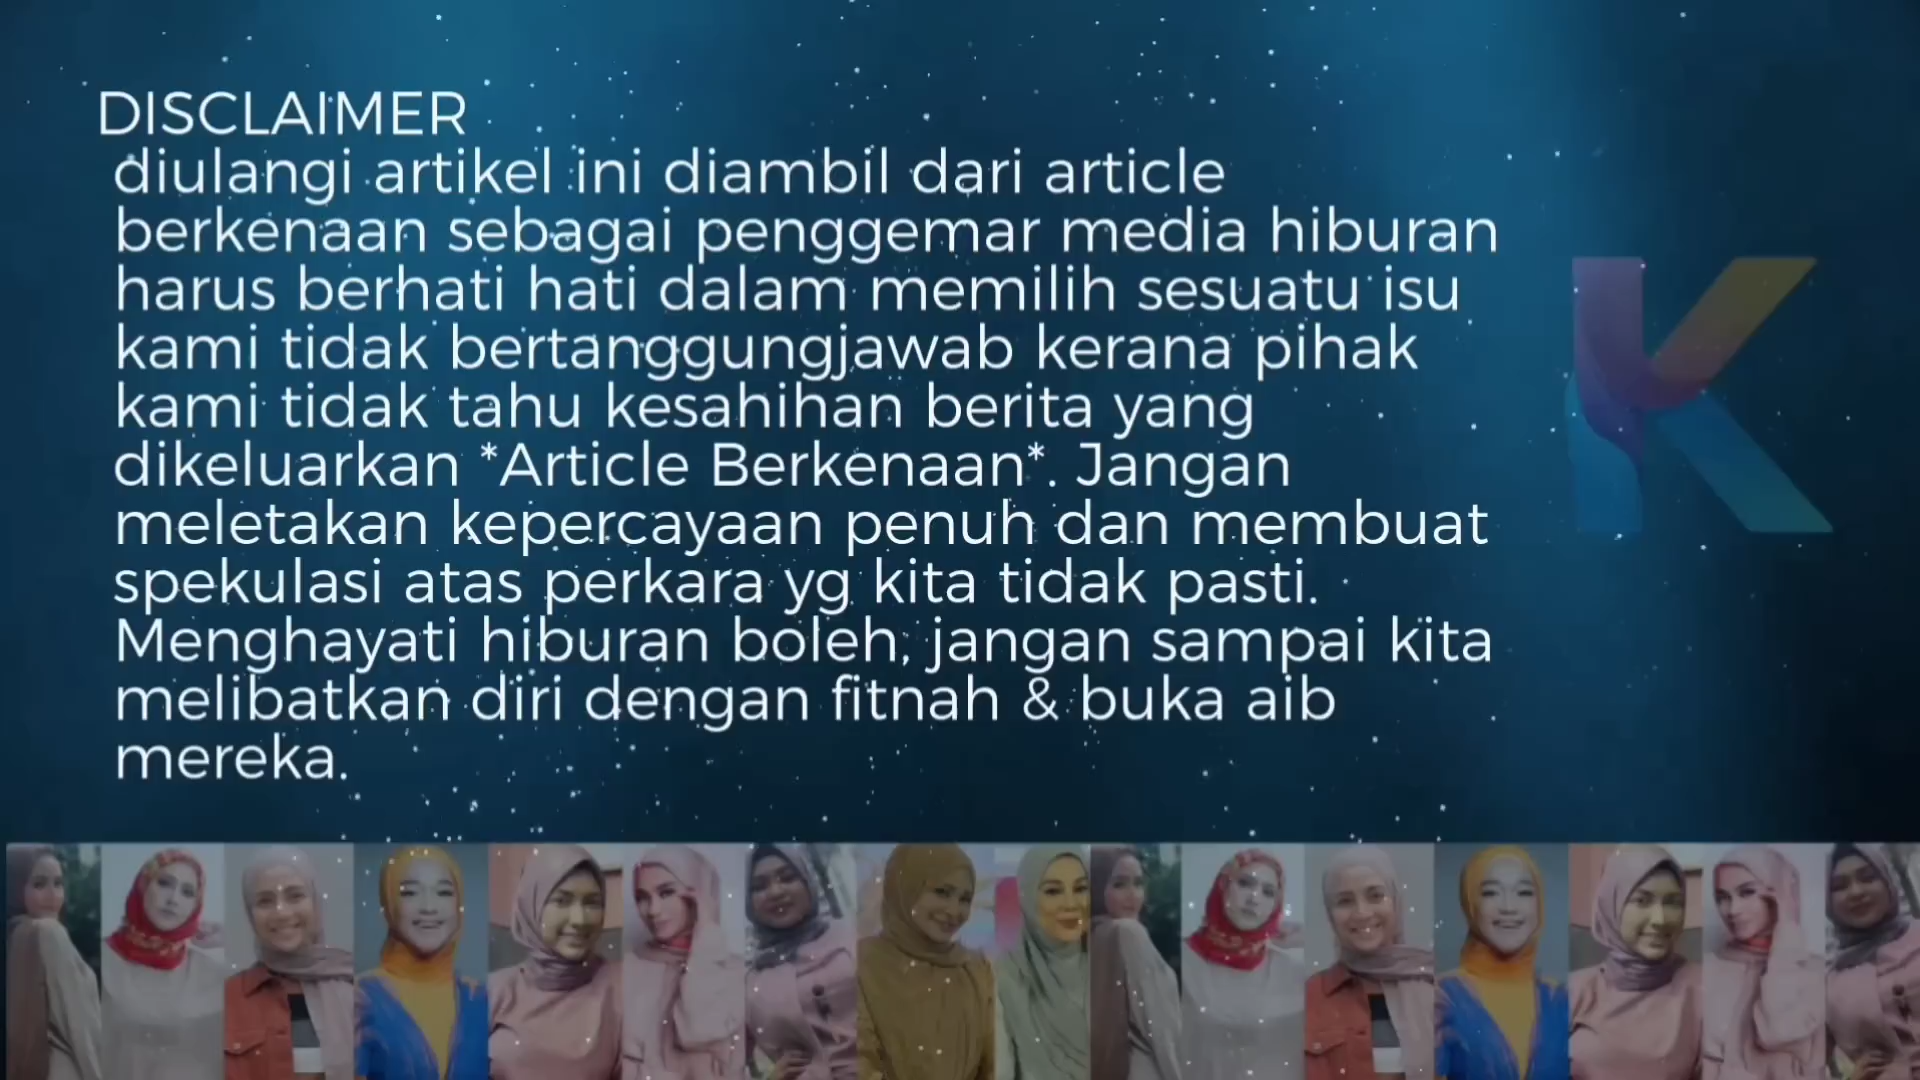 DISCLAIMER
diulangi artikel ini diambil dari article
berkenaan sebagai penggemar media hiburan
harus berhati hati dalam memilih sesuatu isu
kami tidak bertanggungjawab kerana pihak
kami tidak tahu kesahihan berita yang
dikeluarkan *Article Berkenaan*. Jangan
meletakan kepercayaan penuh dan membuat
spekulasi atas perkara yg kita tidak pasti.
Menghayati hiburan boleh, jangan sampai kita
melibatkan diri dengan fitnah & buka aib
mereka.
K